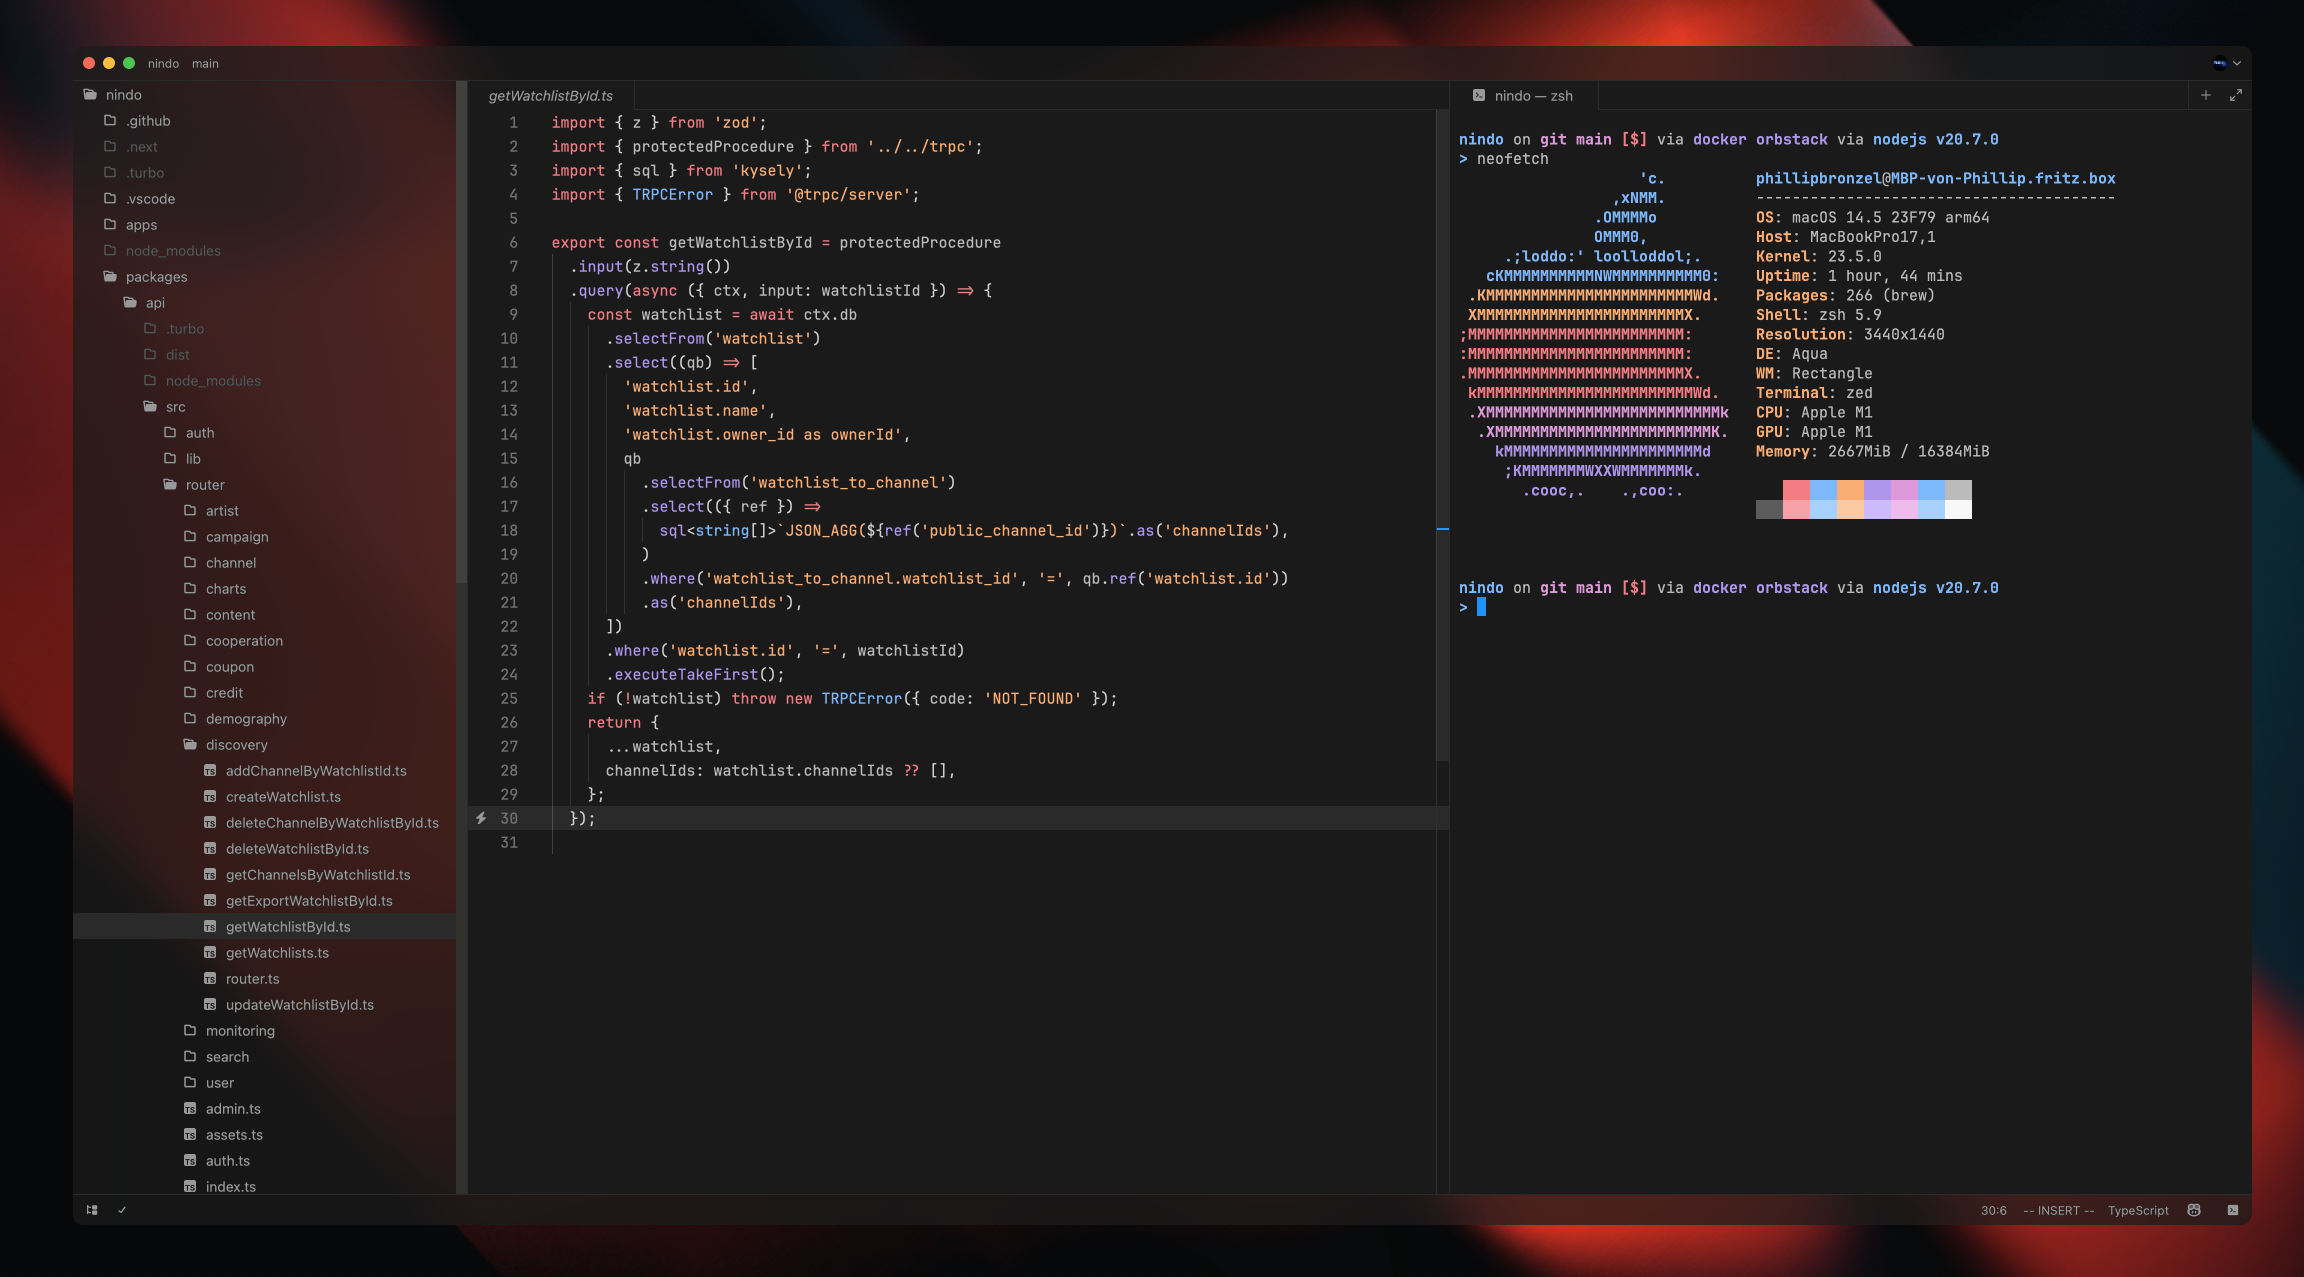 nindo main
nindo
.github
.next
.turbo
.vscode
apps
node_modules
packages
api
.turbo
dist
node_modules
src
auth
lib
router
artist
campaign
channel
charts
content
cooperation
coupon
credit
demography
discovery
addChannelByWatchlistId.ts
createWatchlist.ts
deleteChannelByWatchlistById.ts
deleteWatchlistById.ts
getChannelsByWatchlistId.ts
getExportWatchlistById.ts
getWatchlistById.ts
getWatchlists.ts
router.ts
updateWatchlistById.ts
monitoring
search
user
admin.ts
assets.ts
auth.ts
index.ts
getWatchlistById.ts
1 import { z } from 'zod';
2 import { protectedProcedure } from '../../trpc';
3 import { sql } from 'kysely';
4 import { TRPCError } from '@trpc/server';
5
6 export const getWatchlistById = protectedProcedure
7 .input(z.string())
8 .query(async ({ ctx, input: watchlistId }) => {
9 const watchlist = await ctx.db
10 .selectFrom('watchlist')
11 .select((qb) => [
12 'watchlist.id',
13 'watchlist.name',
14 'watchlist.owner_id as ownerId',
15 qb
16 .selectFrom('watchlist_to_channel')
17 .select(({ ref }) =>
18 sql<string[]>`JSON_AGG(${ref('public_channel_id')})`.as('channelIds'),
19 )
20 .where('watchlist_to_channel.watchlist_id', '=', qb.ref('watchlist.id'))
21 .as('channelIds'),
22 ])
23 .where('watchlist.id', '=', watchlistId)
24 .executeTakeFirst();
25 if (!watchlist) throw new TRPCError({ code: 'NOT_FOUND' });
26 return {
27 ...watchlist,
28 channelIds: watchlist.channelIds ?? [],
29 };
30 });
31
nindo — zsh
nindo on git main [$] via docker orbstack via nodejs v20.7.0
> neofetch
'c.
,xNMM.
.OMMMMo
OMMM0,
.;loddo:' loolloddol;.
cKMMMMMMMMMMNWMMMMMMMMMM0:
.KMMMMMMMMMMMMMMMMMMMMMMMWd.
XMMMMMMMMMMMMMMMMMMMMMMMX.
;MMMMMMMMMMMMMMMMMMMMMMMM:
:MMMMMMMMMMMMMMMMMMMMMMMM:
.MMMMMMMMMMMMMMMMMMMMMMMMX.
kMMMMMMMMMMMMMMMMMMMMMMMMWd.
.XMMMMMMMMMMMMMMMMMMMMMMMMMMk
.XMMMMMMMMMMMMMMMMMMMMMMMMK.
kMMMMMMMMMMMMMMMMMMMMMMd
;KMMMMMMMWXXWMMMMMMMk.
.cooc,. .,coo:.
phillipbronzel@MBP-von-Phillip.fritz.box
----------------------------------------
OS: macOS 14.5 23F79 arm64
Host: MacBookPro17,1
Kernel: 23.5.0
Uptime: 1 hour, 44 mins
Packages: 266 (brew)
Shell: zsh 5.9
Resolution: 3440x1440
DE: Aqua
WM: Rectangle
Terminal: zed
CPU: Apple M1
GPU: Apple M1
Memory: 2667MiB / 16384MiB
nindo on git main [$] via docker orbstack via nodejs v20.7.0
>
30:6 -- INSERT -- TypeScript